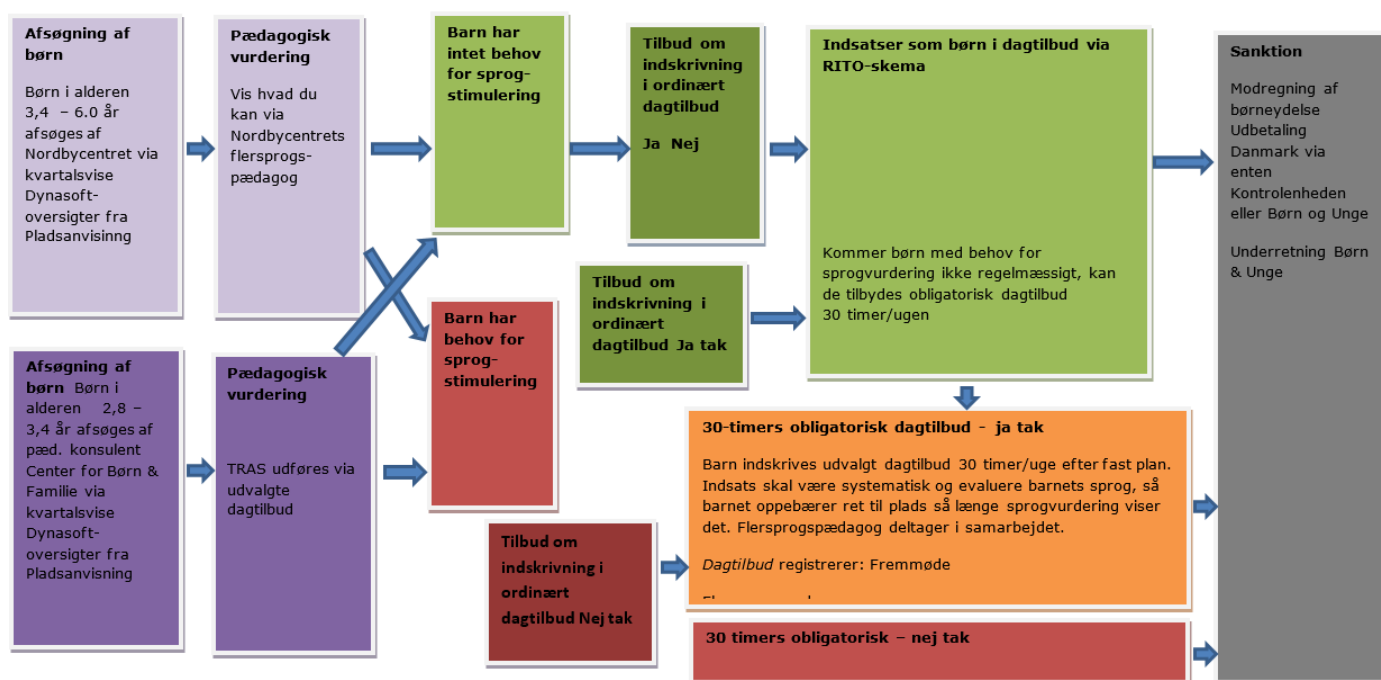 Afsøgning af
børn
Børn i alderen
3,4 – 6.0 år
afsøges af
Nordbycentret via
kvartalsvise
Dynasoft-
oversigter fra
Pladsanvisinng
Pædagogisk
vurdering
Vis hvad du
kan via
Nordbycentrets
flersprogs-
pædagog
Barn har
intet behov
for sprog-
stimulering
Tilbud om
indskrivning
i ordinært
dagtilbud
Ja Nej
Indsatser som børn i dagtilbud via
RITO-skema
Kommer børn med behov for
sprogvurdering ikke regelmæssigt, kan
de tilbydes obligatorisk dagtilbud
30 timer/ugen
Sanktion
Modregning af
børneydelse
Udbetaling
Danmark via
enten
Kontrolenheden
eller Børn og Unge
Underretning Børn
& Unge
Tilbud om
indskrivning i
ordinært
dagtilbud Ja tak
Afsøgning af
børn Børn i
alderen 2,8 –
3,4 år afsøges af
pæd. konsulent
Center for Børn &
Familie via
kvartalsvise
Dynasoft-
oversigter fra
Pladsanvisning
Pædagogisk
vurdering
TRAS udføres via
udvalgte
dagtilbud
Barn har
behov for
sprog-
stimulering
Tilbud om
indskrivning i
ordinært
dagtilbud Nej tak
30-timers obligatorisk dagtilbud - ja tak
Barn indskrives udvalgt dagtilbud 30 timer/uge efter fast plan.
Indsats skal være systematisk og evaluere barnets sprog, så
barnet oppebærer ret til plads så længe sprogvurdering viser
det. Flersprogspædagog deltager i samarbejdet.
Dagtilbud registrerer: Fremmøde
30 timers obligatorisk – nej tak